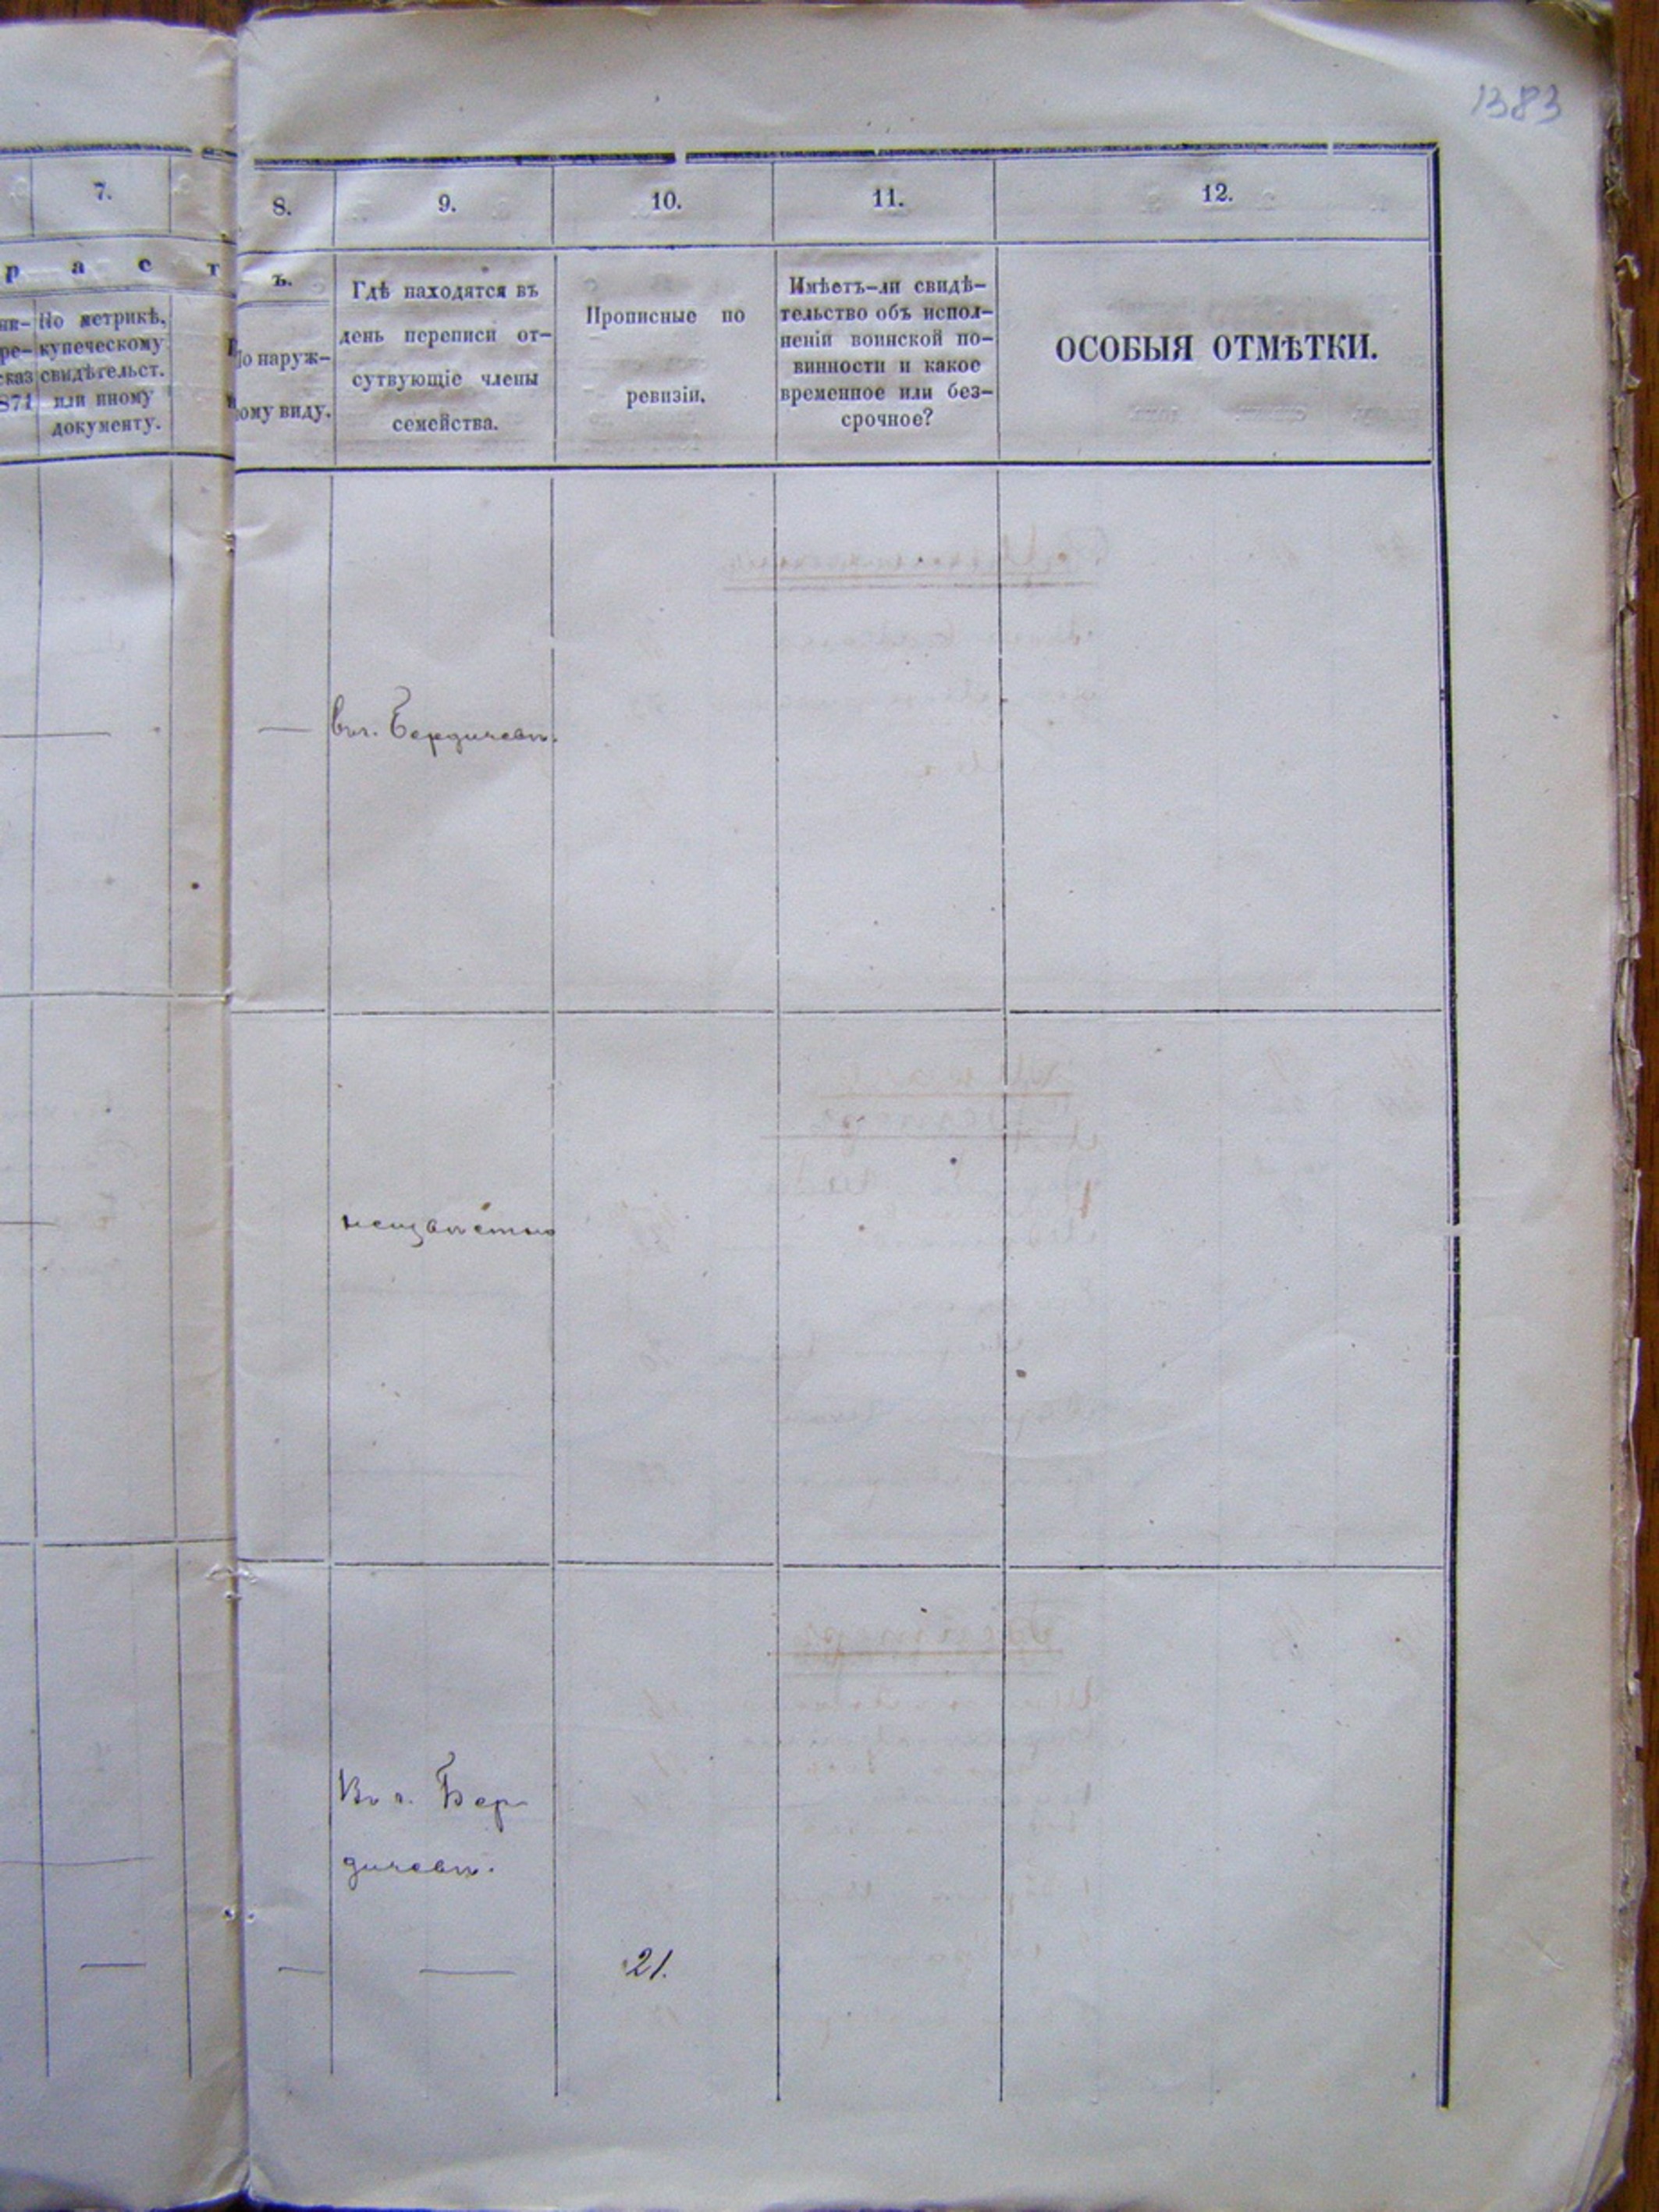 1383
7.
8.
9.
10.
11.
12.
р а с т
ъ.
По метрикѣ,
купеческому
свидѣтельст.
или иному
документу.
По наруж-
ному виду.
Гдѣ находятся въ
день переписи от-
сутвующіе члены
семейства.
Прописные по
ревизіи.
Имѣетъ-ли свидѣ-
тельство объ испол-
неніи воинской по-
винности и какое
временное или без-
срочное?
ОСОБЫЯ ОТМѢТКИ.
— въ г. Бердичевѣ.
неизвѣстно
Въ г. Бер-
дичевѣ.
— — — 21.